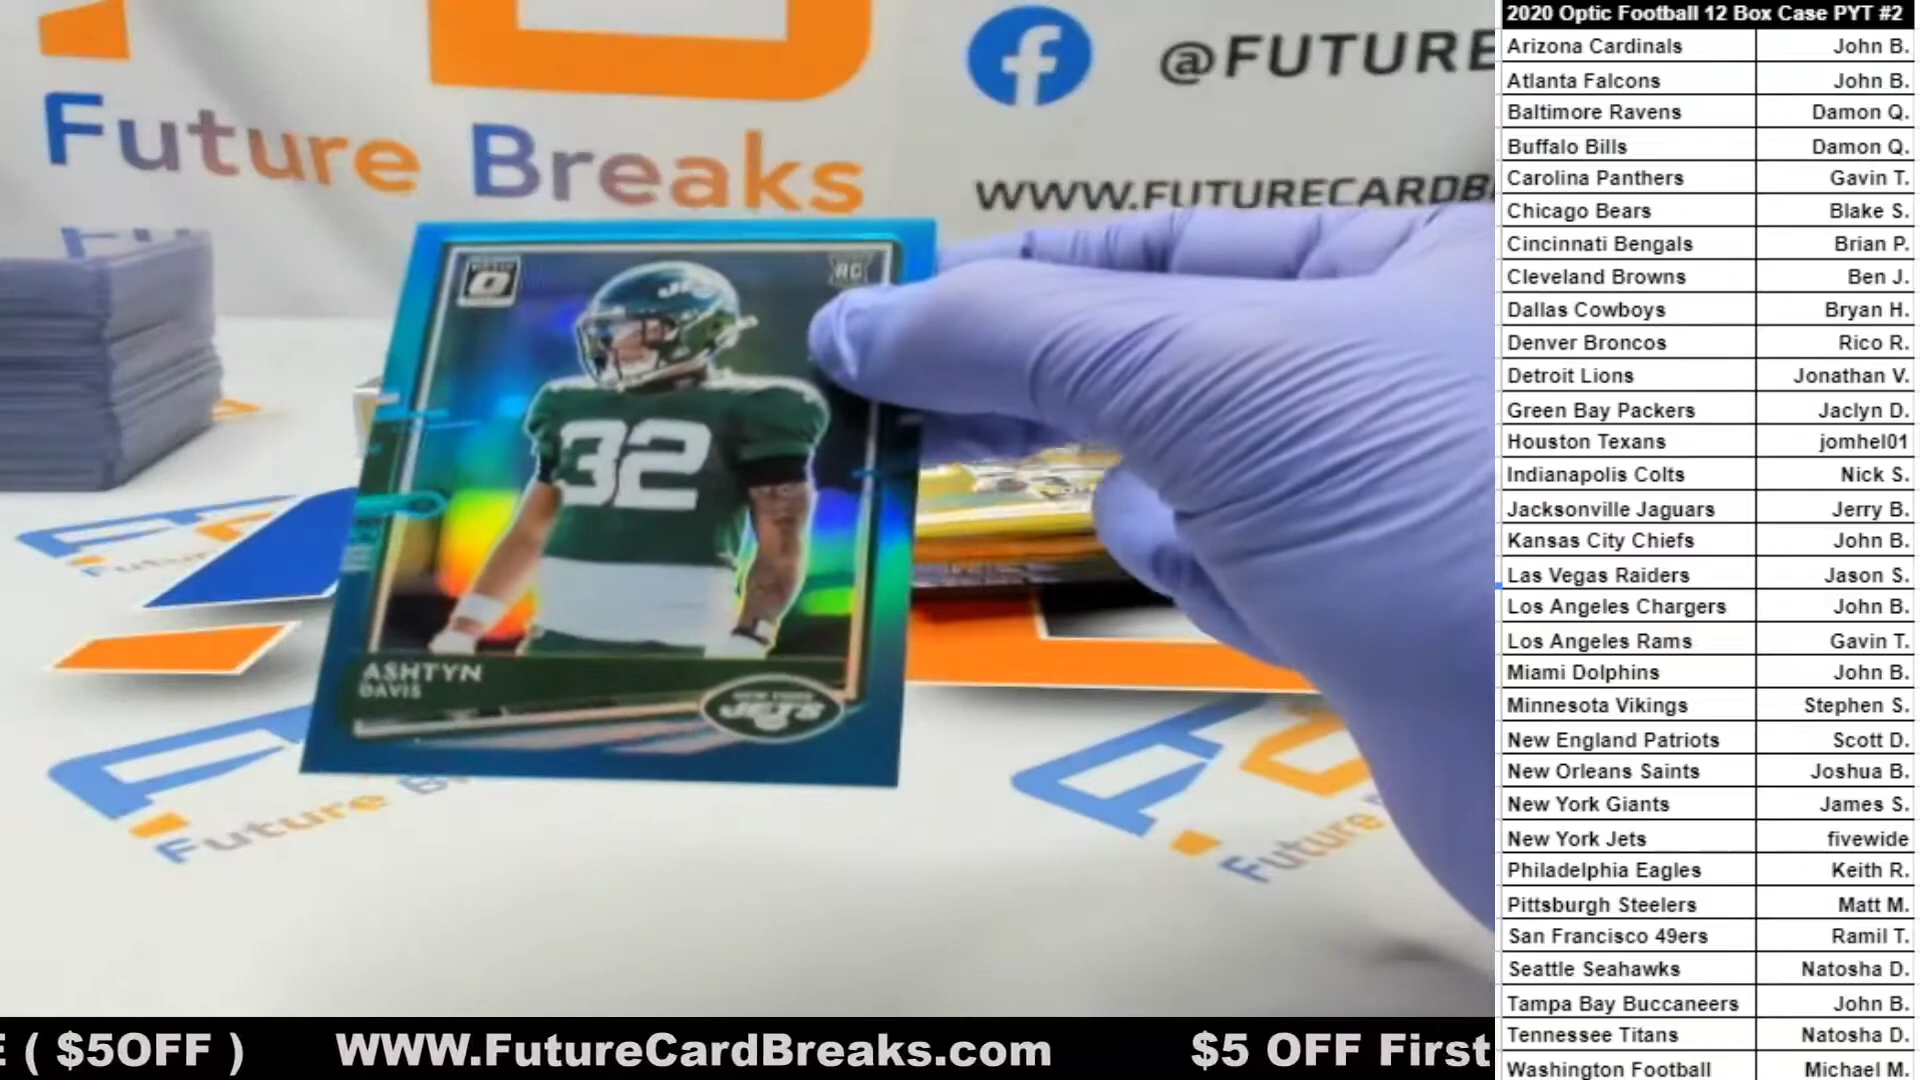 Future Breaks
@FUTURE
WWW.FUTURECARDB
RC
JETS
32
ASHTYN
DAVIS
JETS
Future
Future
Future
E ( $5OFF ) WWW.FutureCardBreaks.com $5 OFF First
2020 Optic Football 12 Box Case PYT #2
Arizona Cardinals John B.
Atlanta Falcons John B.
Baltimore Ravens Damon Q.
Buffalo Bills Damon Q.
Carolina Panthers Gavin T.
Chicago Bears Blake S.
Cincinnati Bengals Brian P.
Cleveland Browns Ben J.
Dallas Cowboys Bryan H.
Denver Broncos Rico R.
Detroit Lions Jonathan V.
Green Bay Packers Jaclyn D.
Houston Texans jomhel01
Indianapolis Colts Nick S.
Jacksonville Jaguars Jerry B.
Kansas City Chiefs John B.
Las Vegas Raiders Jason S.
Los Angeles Chargers John B.
Los Angeles Rams Gavin T.
Miami Dolphins John B.
Minnesota Vikings Stephen S.
New England Patriots Scott D.
New Orleans Saints Joshua B.
New York Giants James S.
New York Jets fivewide
Philadelphia Eagles Keith R.
Pittsburgh Steelers Matt M.
San Francisco 49ers Ramil T.
Seattle Seahawks Natosha D.
Tampa Bay Buccaneers John B.
Tennessee Titans Natosha D.
Washington Football Michael M.